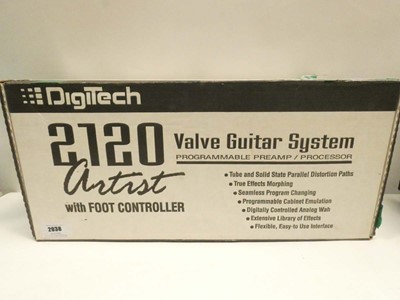 DigiTech
2120 Valve Guitar System
PROGRAMMABLE PREAMP / PROCESSOR
Artist
with FOOT CONTROLLER
• Tube and Solid State Parallel Distortion Paths
• True Effects Morphing
• Seamless Program Changing
• Programmable Cabinet Emulation
• Digitally Controlled Analog Wah
• Extensive Library of Effects
• Flexible, Easy-to Use Interface
2039